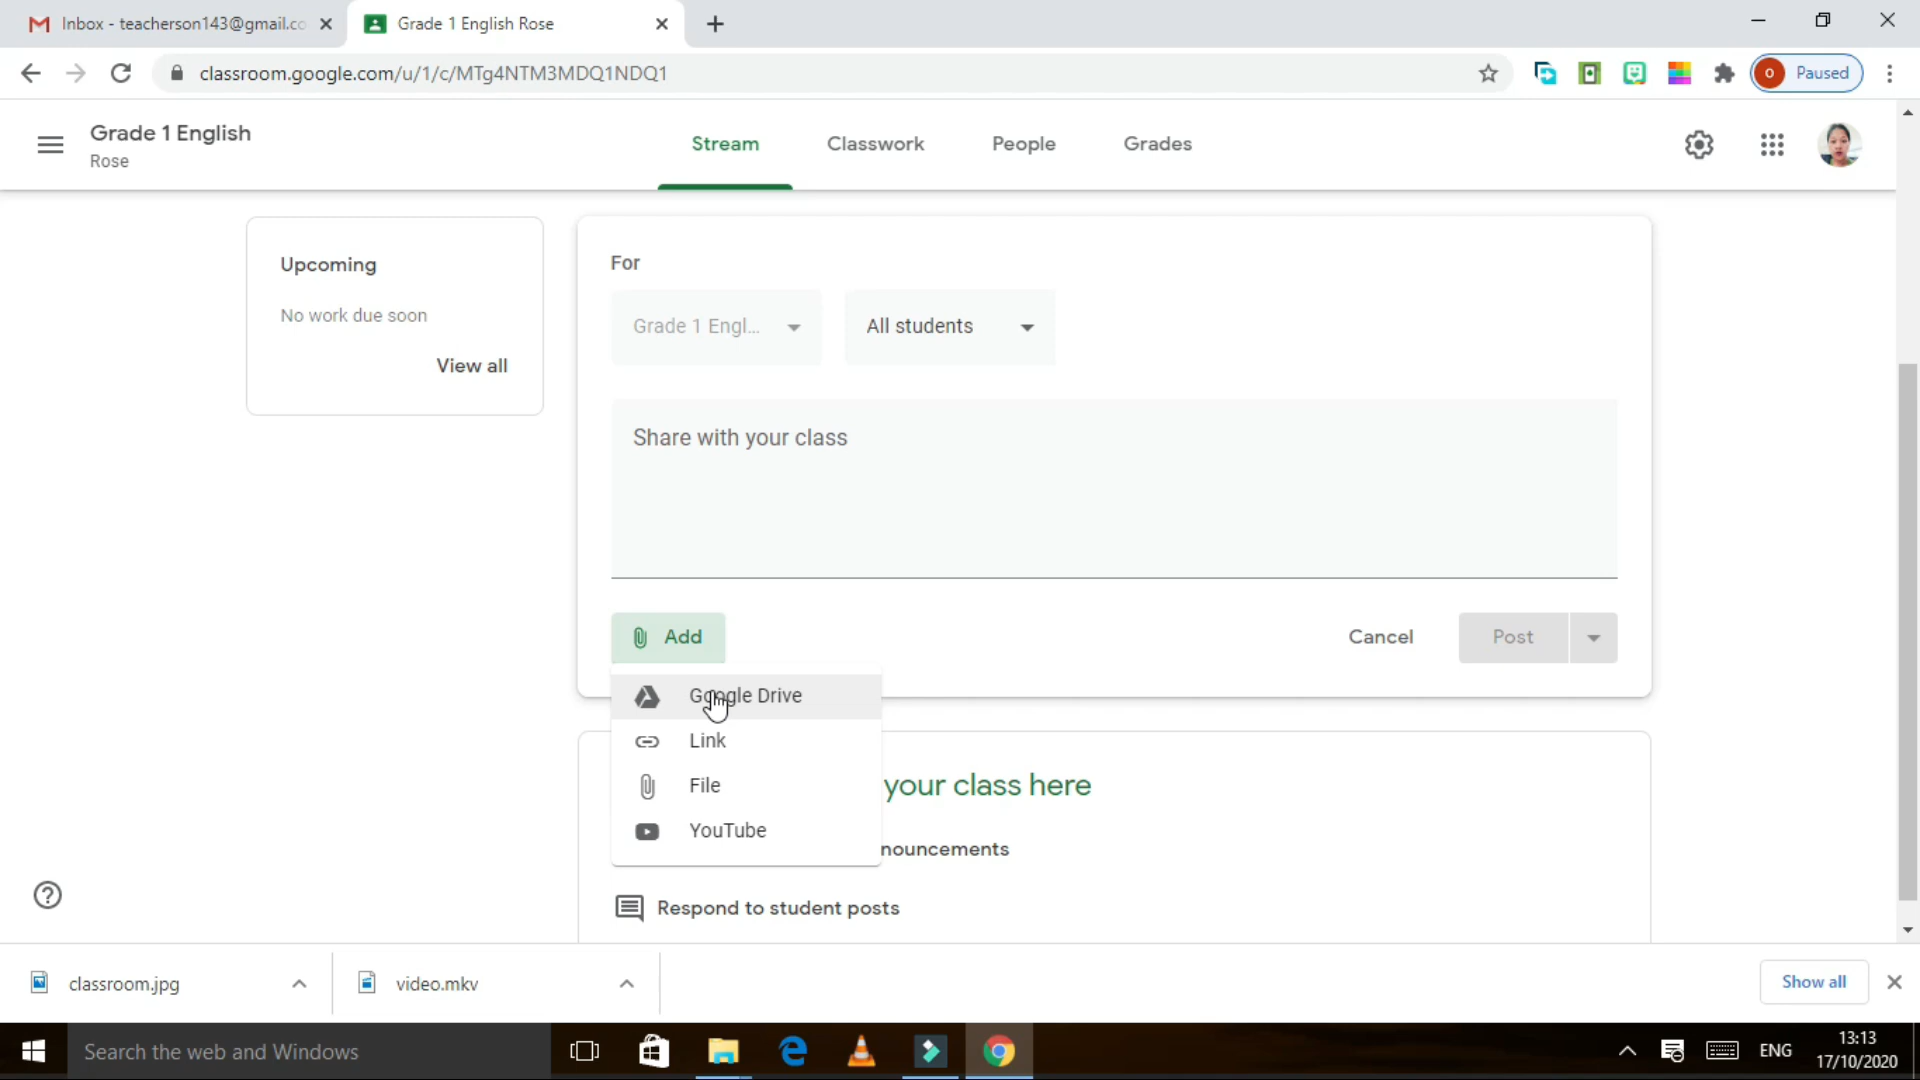 Inbox - teacherson143@gmail.co
Grade 1 English Rose
classroom.google.com/u/1/c/MTg4NTM3MDQ1NDQ1
O
Paused
Grade 1 English
Rose
Stream
Classwork
People
Grades
Upcoming
No work due soon
View all
For
Grade 1 Engl...
All students
Share with your class
Add
Cancel
Post
Google Drive
Link
File
YouTube
your class here
nouncements
Respond to student posts
classroom.jpg
video.mkv
Show all
Search the web and Windows
ENG
13:13
17/10/2020